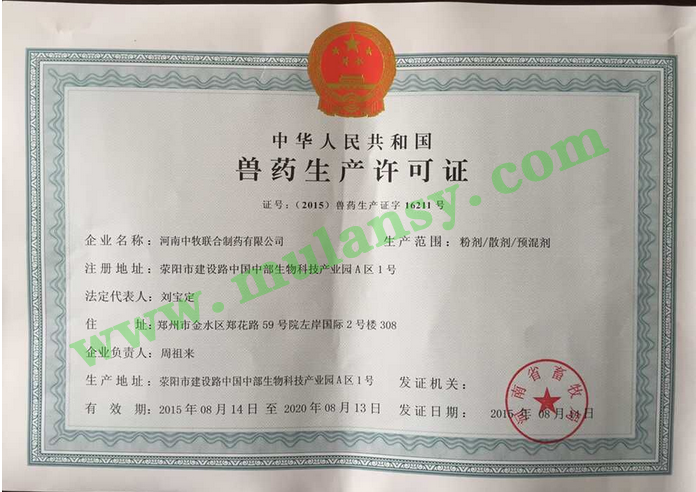 中华人民共和国
兽药生产许可证
证号：（2015）兽药生产证字 16211 号
企业名称：河南中牧联合制药有限公司 生产范围：粉剂/散剂/预混剂
注册地址：荥阳市建设路中国中部生物科技产业园A区1号
法定代表人：刘宝定
住 址：郑州市金水区郑花路59号院左岸国际2号楼308
企业负责人：周祖来
生产地址：荥阳市建设路中国中部生物科技产业园A区1号 发证机关：
河南省畜牧局
有 效 期：2015年08月14日 至 2020年08月13日 发证日期： 2015年 08月14日
www.mulansy.com